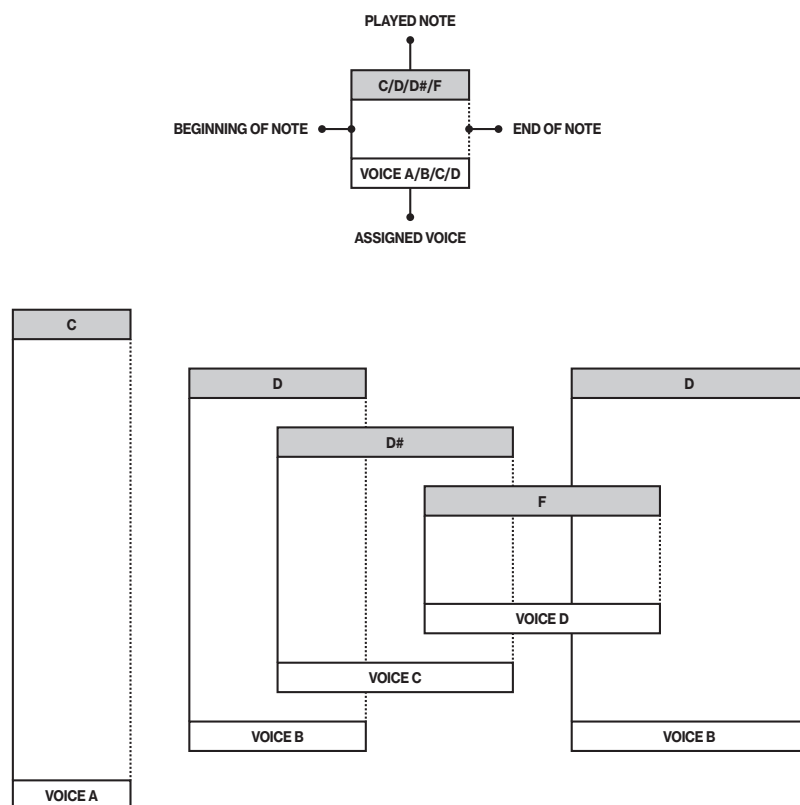 PLAYED NOTE
C/D/D#/F
BEGINNING OF NOTE
END OF NOTE
VOICE A/B/C/D
ASSIGNED VOICE
C
D
D
D#
F
VOICE D
VOICE C
VOICE B
VOICE B
VOICE A